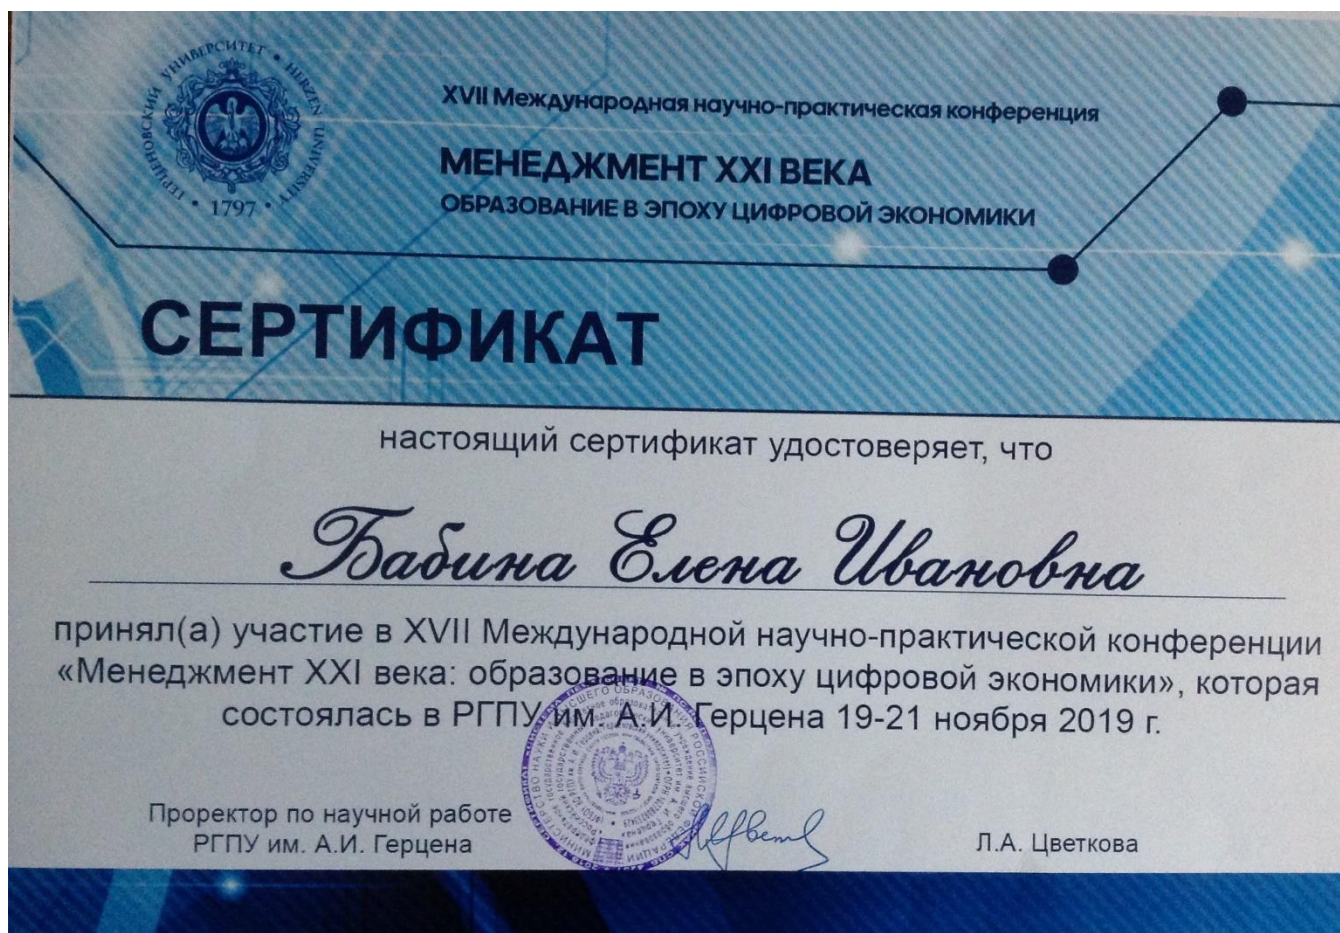 ГЕРЦЕНОВСКИЙ УНИВЕРСИТЕТ • HERZEN UNIVERSITY
• 1797 •
XVII Международная научно-практическая конференция
МЕНЕДЖМЕНТ XXI ВЕКА
ОБРАЗОВАНИЕ В ЭПОХУ ЦИФРОВОЙ ЭКОНОМИКИ
СЕРТИФИКАТ
настоящий сертификат удостоверяет, что
Бабина Елена Ивановна
принял(а) участие в XVII Международной научно-практической конференции
«Менеджмент XXI века: образование в эпоху цифровой экономики», которая
состоялась в РГПУ им. А.И. Герцена 19-21 ноября 2019 г.
Проректор по научной работе
РГПУ им. А.И. Герцена
Л.А. Цветкова